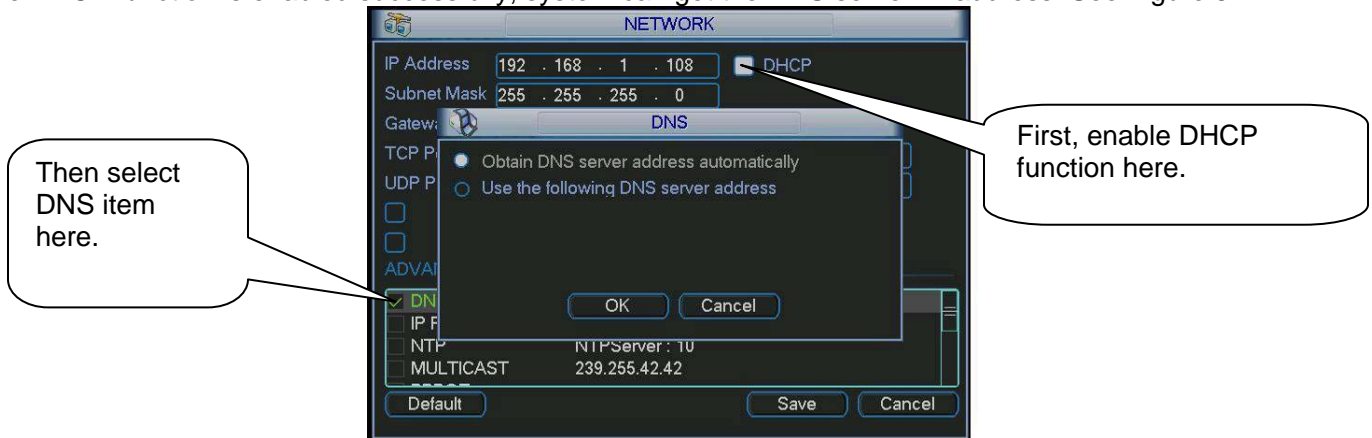 NETWORK
IP Address 192 . 168 . 1 . 108 DHCP
Subnet Mask 255 . 255 . 255 . 0
DNS
Obtain DNS server address automatically
Use the following DNS server address
OK Cancel
NTP NTPServer : 10
MULTICAST 239.255.42.42
Default Save Cancel
First, enable DHCP
function here.
Then select
DNS item
here.